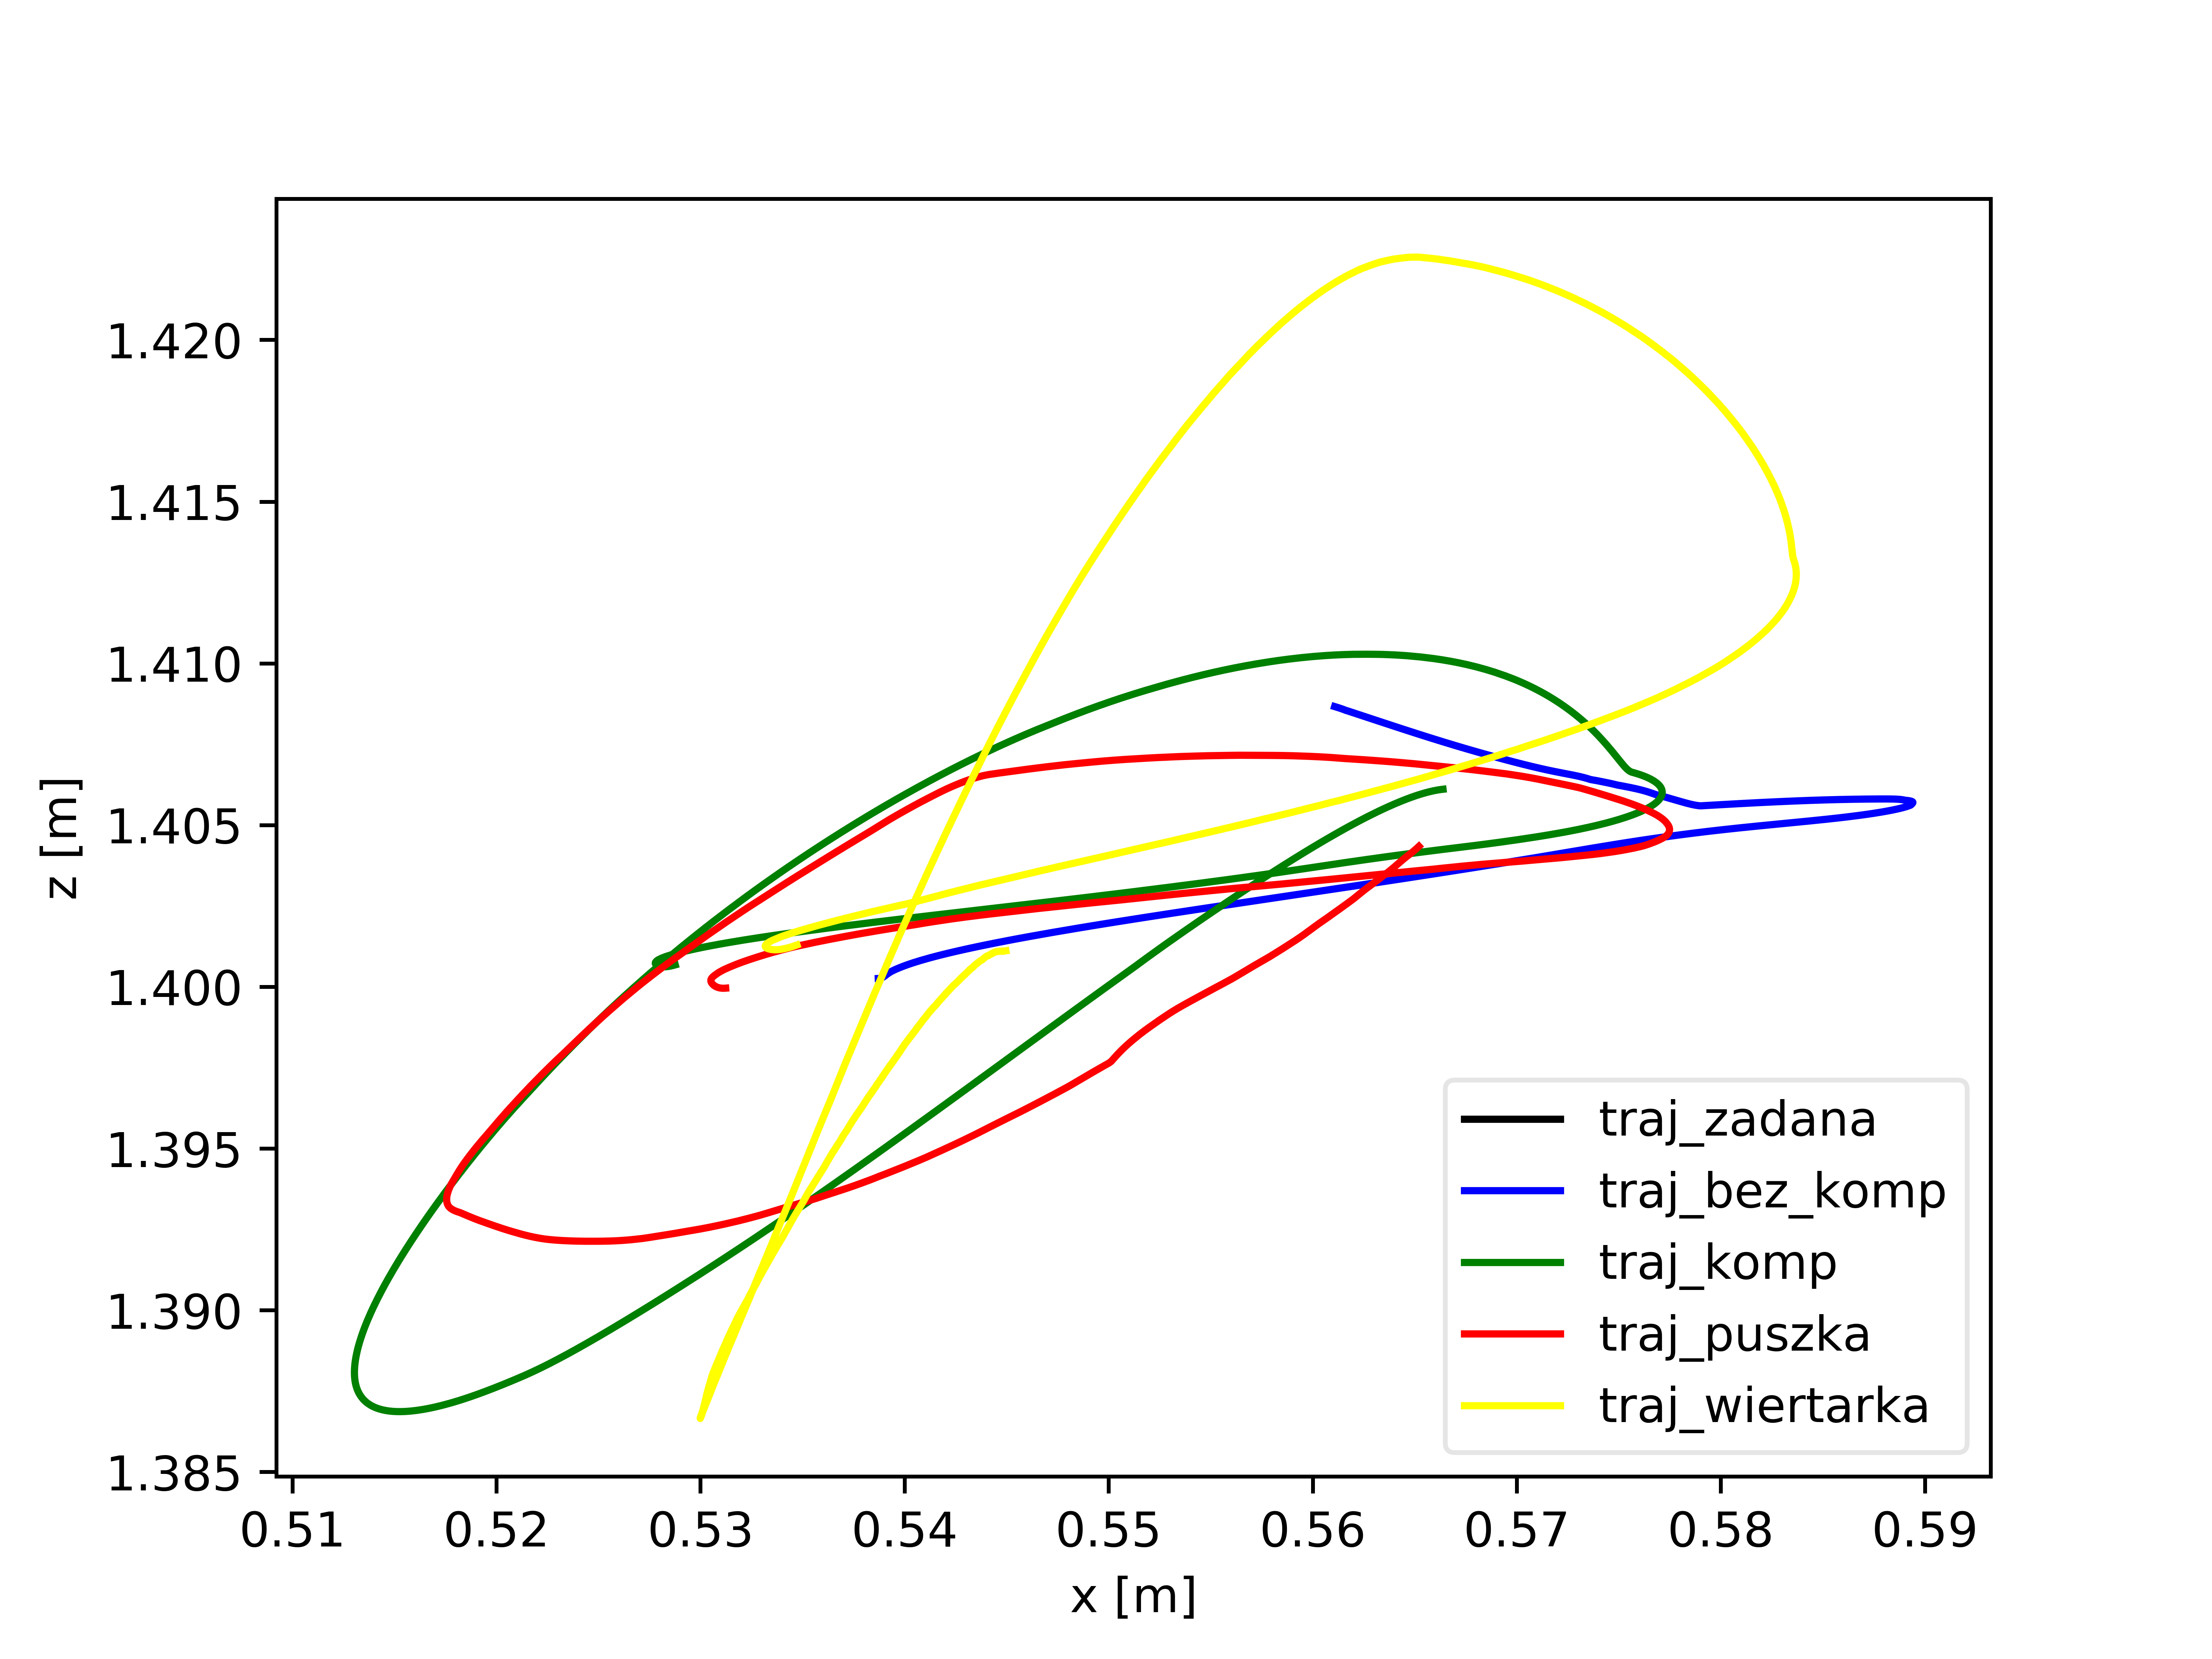 1.420
1.415
1.410
1.405
1.400
1.395
1.390
1.385
z [m]
traj_zadana
traj_bez_komp
traj_komp
traj_puszka
traj_wiertarka
0.51 0.52 0.53 0.54 0.55 0.56 0.57 0.58 0.59
x [m]